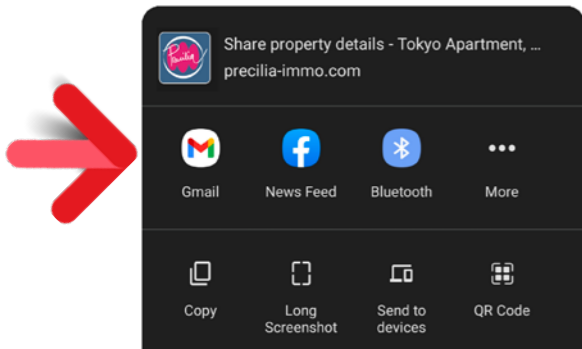 Precilia
Share property details - Tokyo Apartment, ...
precilia-immo.com
Gmail
News Feed
Bluetooth
More
Copy
Long
Screenshot
Send to
devices
QR Code